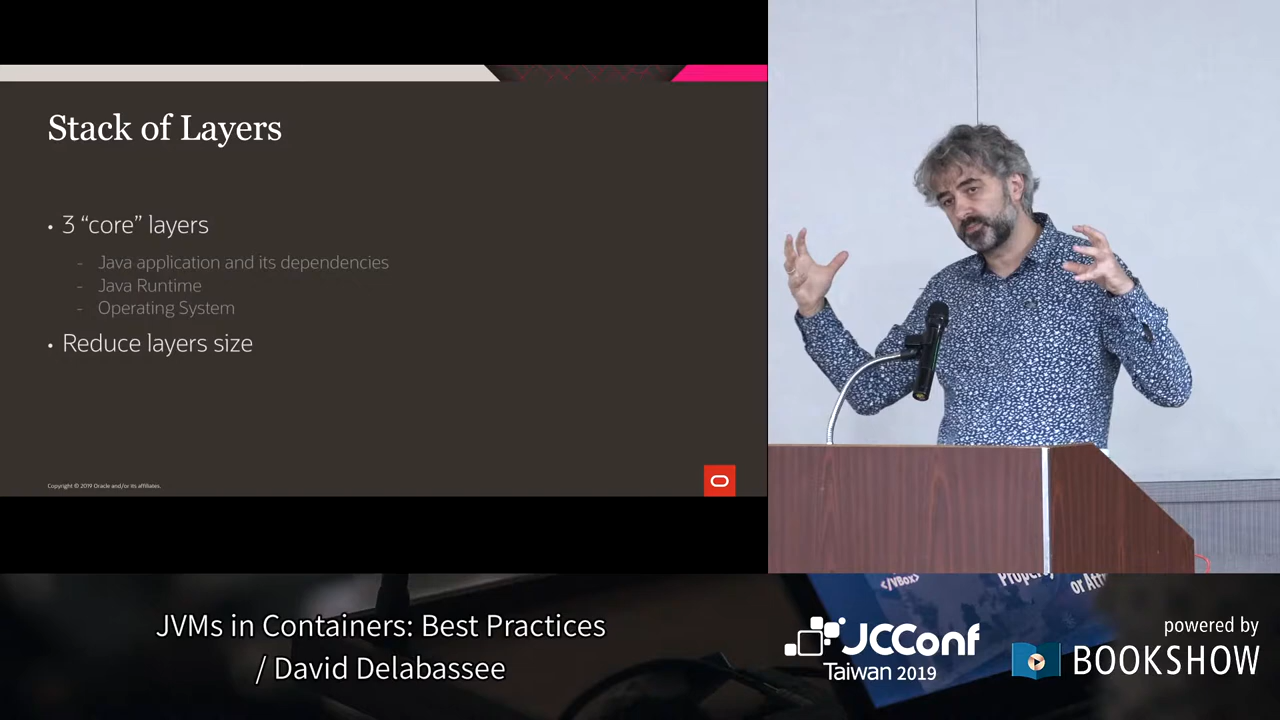 Stack of Layers
• 3 “core” layers
- Java application and its dependencies
- Java Runtime
- Operating System
• Reduce layers size
Copyright © 2019 Oracle and/or its affiliates.
JVMs in Containers: Best Practices
/ David Delabassee
</VBox>
or
JCConf
Taiwan 2019
powered by
BOOKSHOW